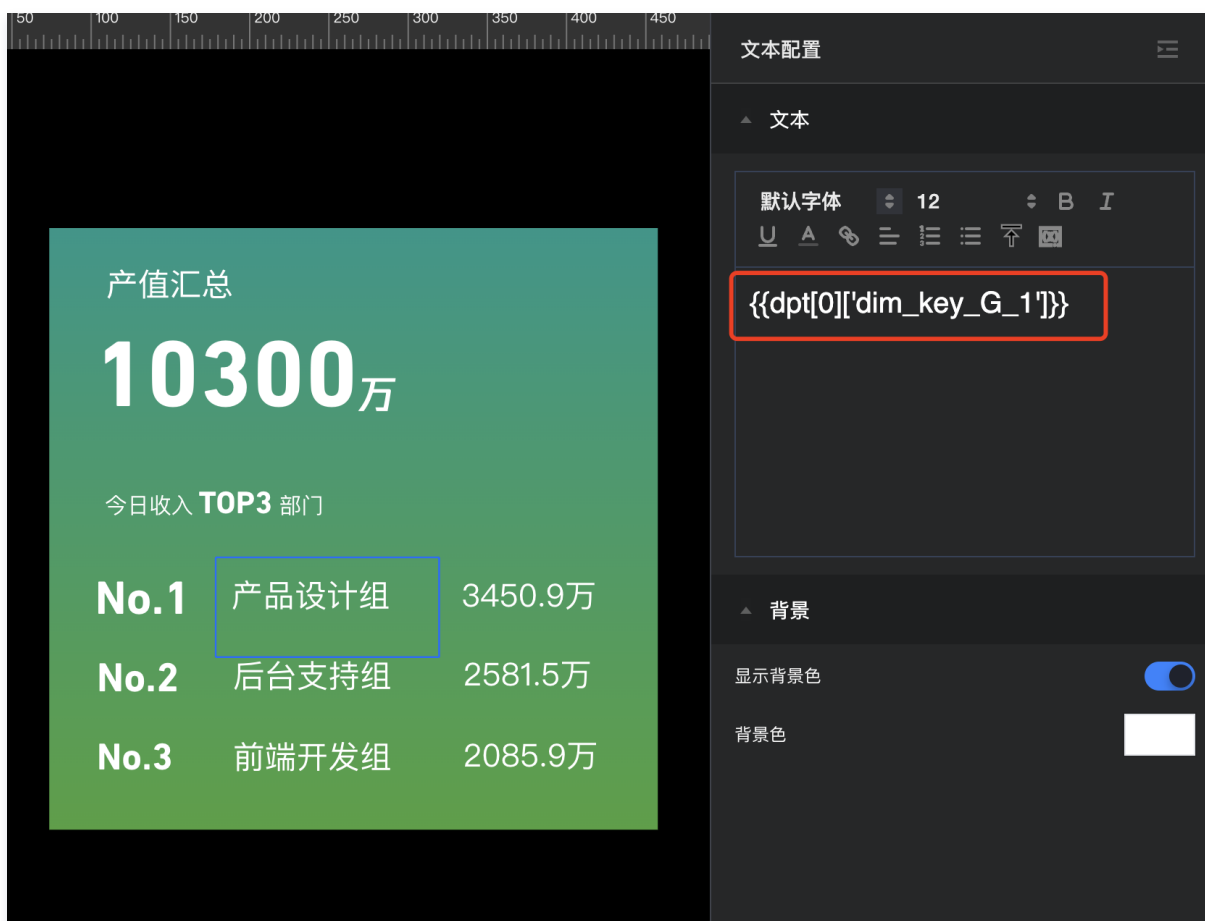 50 100 150 200 250 300 350 400 450
文本配置
文本
默认字体 12 B I
U A
{{dpt[0]['dim_key_G_1']}}
产值汇总
10300万
今日收入 TOP3 部门
No.1 产品设计组 3450.9万
No.2 后台支持组 2581.5万
No.3 前端开发组 2085.9万
背景
显示背景色
背景色